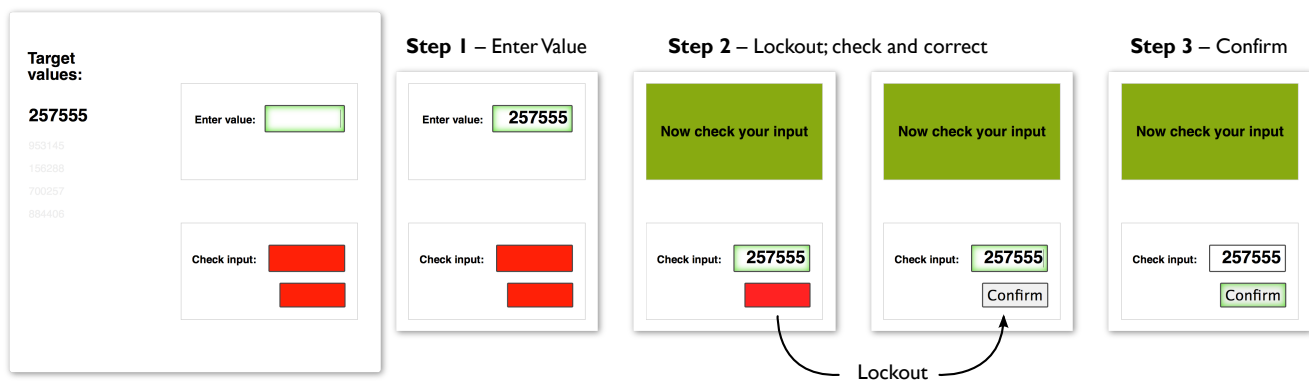 Target
values:
257555
953145
156286
700257
684406
Enter value:
Check input:
Step 1 – Enter Value
Enter value: 257555
Check input:
Step 2 – Lockout; check and correct
Now check your input
Check input: 257555
Now check your input
Check input: 257555
Confirm
Lockout
Step 3 – Confirm
Now check your input
Check input: 257555
Confirm